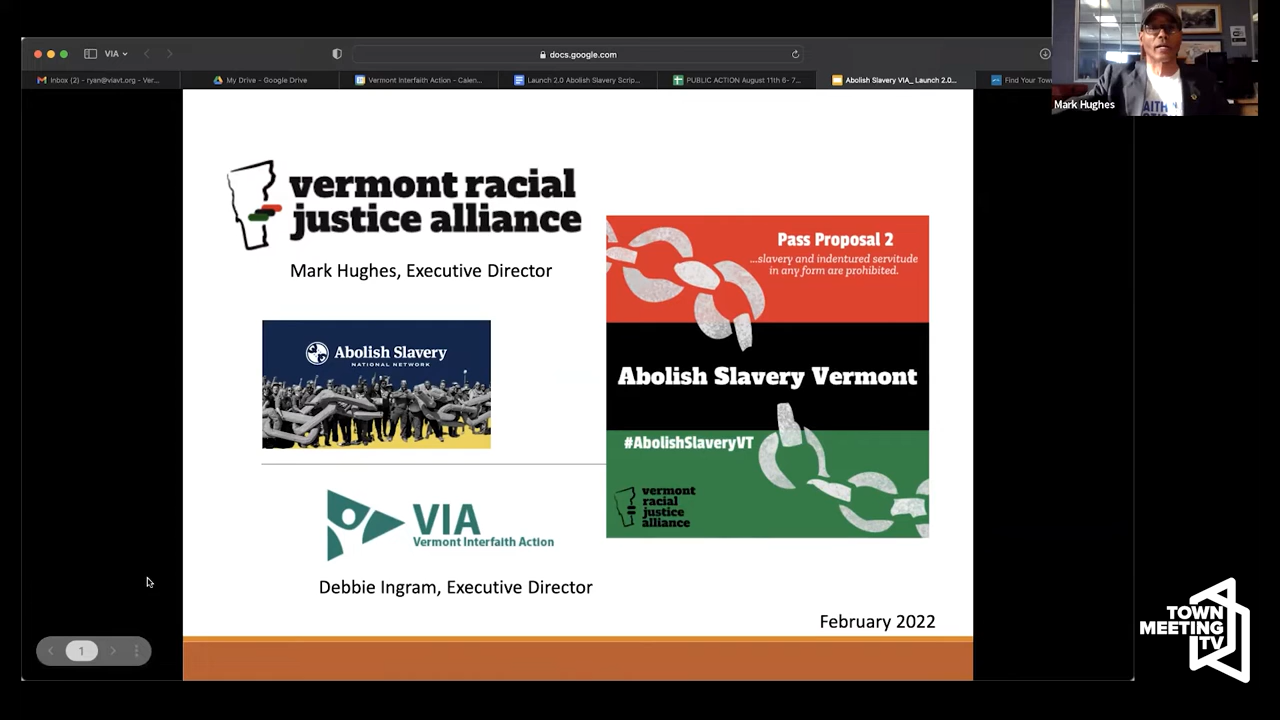 VIA
docs.google.com
Inbox (2) - ryan@viavt.org - Ver...
My Drive - Google Drive
Vermont Interfaith Action - Calen...
Launch 2.0 Abolish Slavery Scrip...
PUBLIC ACTION August 11th 6- 7...
Abolish Slavery VIA_ Launch 2.0...
Find Your Tow
Mark Hughes
vermont racial
justice alliance
Mark Hughes, Executive Director
Abolish Slavery
NATIONAL NETWORK
VIA
Vermont Interfaith Action
Debbie Ingram, Executive Director
Pass Proposal 2
...slavery and indentured servitude
in any form are prohibited.
Abolish Slavery Vermont
#AbolishSlaveryVT
vermont
racial
justice
alliance
February 2022
1
TOWN
MEETING
TV